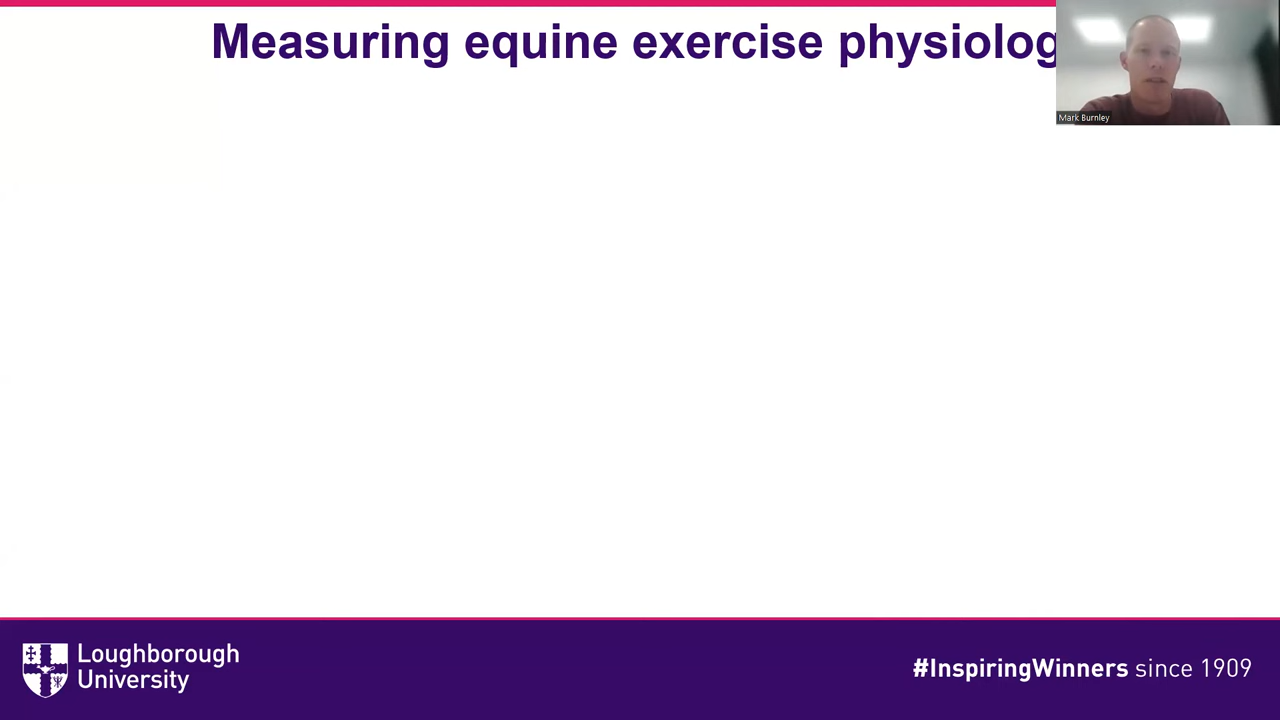 Measuring equine exercise physiolog
Mark Burnley
Loughborough
University
#InspiringWinners since 1909